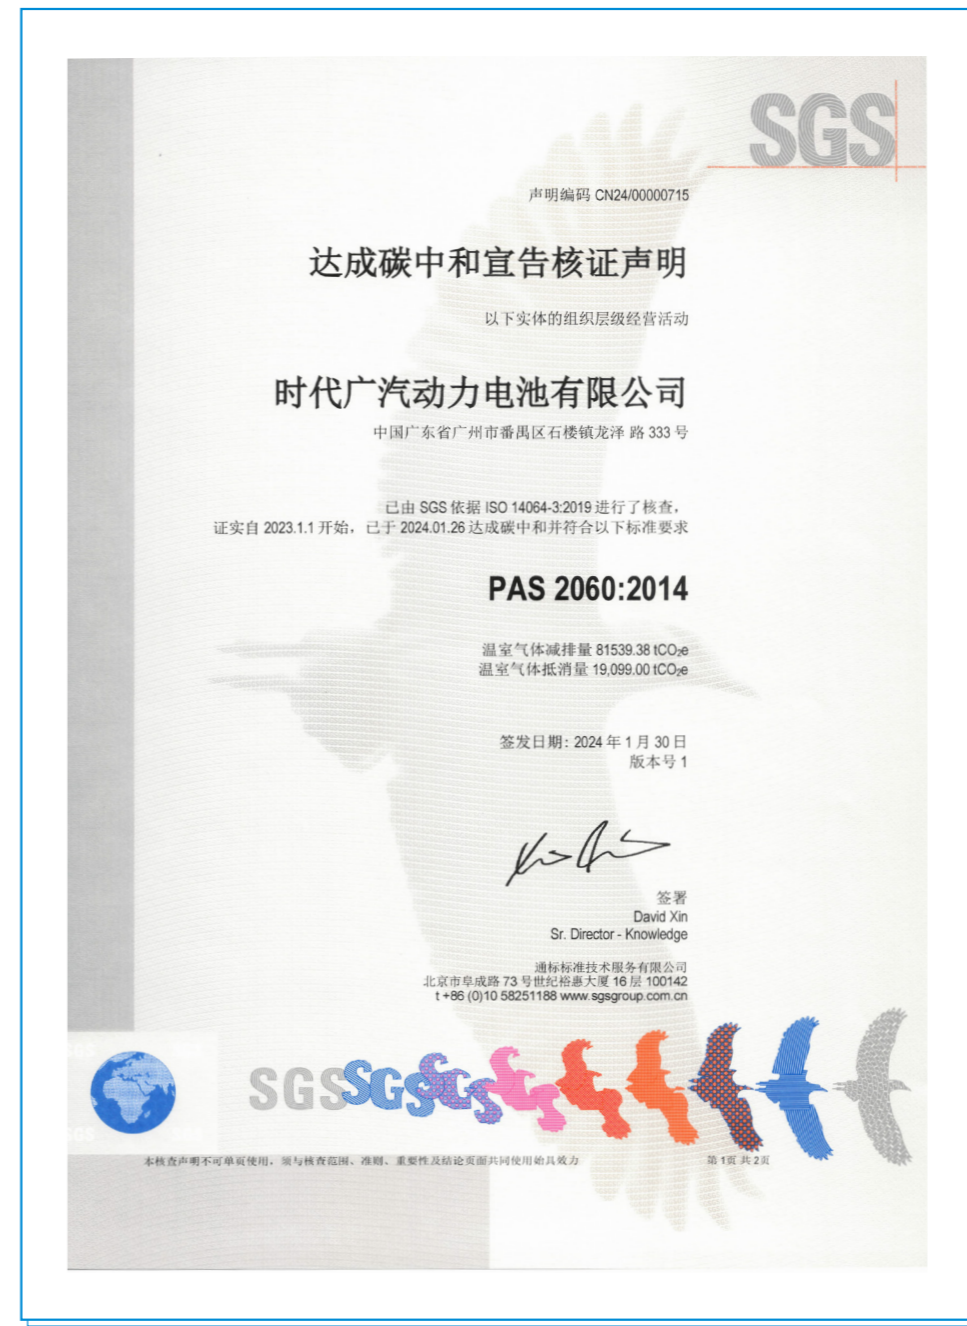 SGS
声明编码 CN24/00000715
达成碳中和宣告核证声明
以下实体的组织层级经营活动
时代广汽动力电池有限公司
中国广东省广州市番禺区石楼镇龙泽 路 333 号
已由 SGS 依据 ISO 14064-3:2019 进行了核查，
证实自 2023.1.1 开始，已于 2024.01.26 达成碳中和并符合以下标准要求
PAS 2060:2014
温室气体减排量 81539.38 tCO₂e
温室气体抵消量 19,099.00 tCO₂e
签发日期：2024 年 1 月 30 日
版本号 1
签署
David Xin
Sr. Director - Knowledge
通标标准技术服务有限公司
北京市阜成路 73 号世纪裕惠大厦 16 层 100142
t +86 (0)10 58251188 www.sgsgroup.com.cn
SGS SGS SGS
本核查声明不可单页使用，须与核查范围、准则、重要性及结论页面共同使用始具效力
第 1页 共 2页